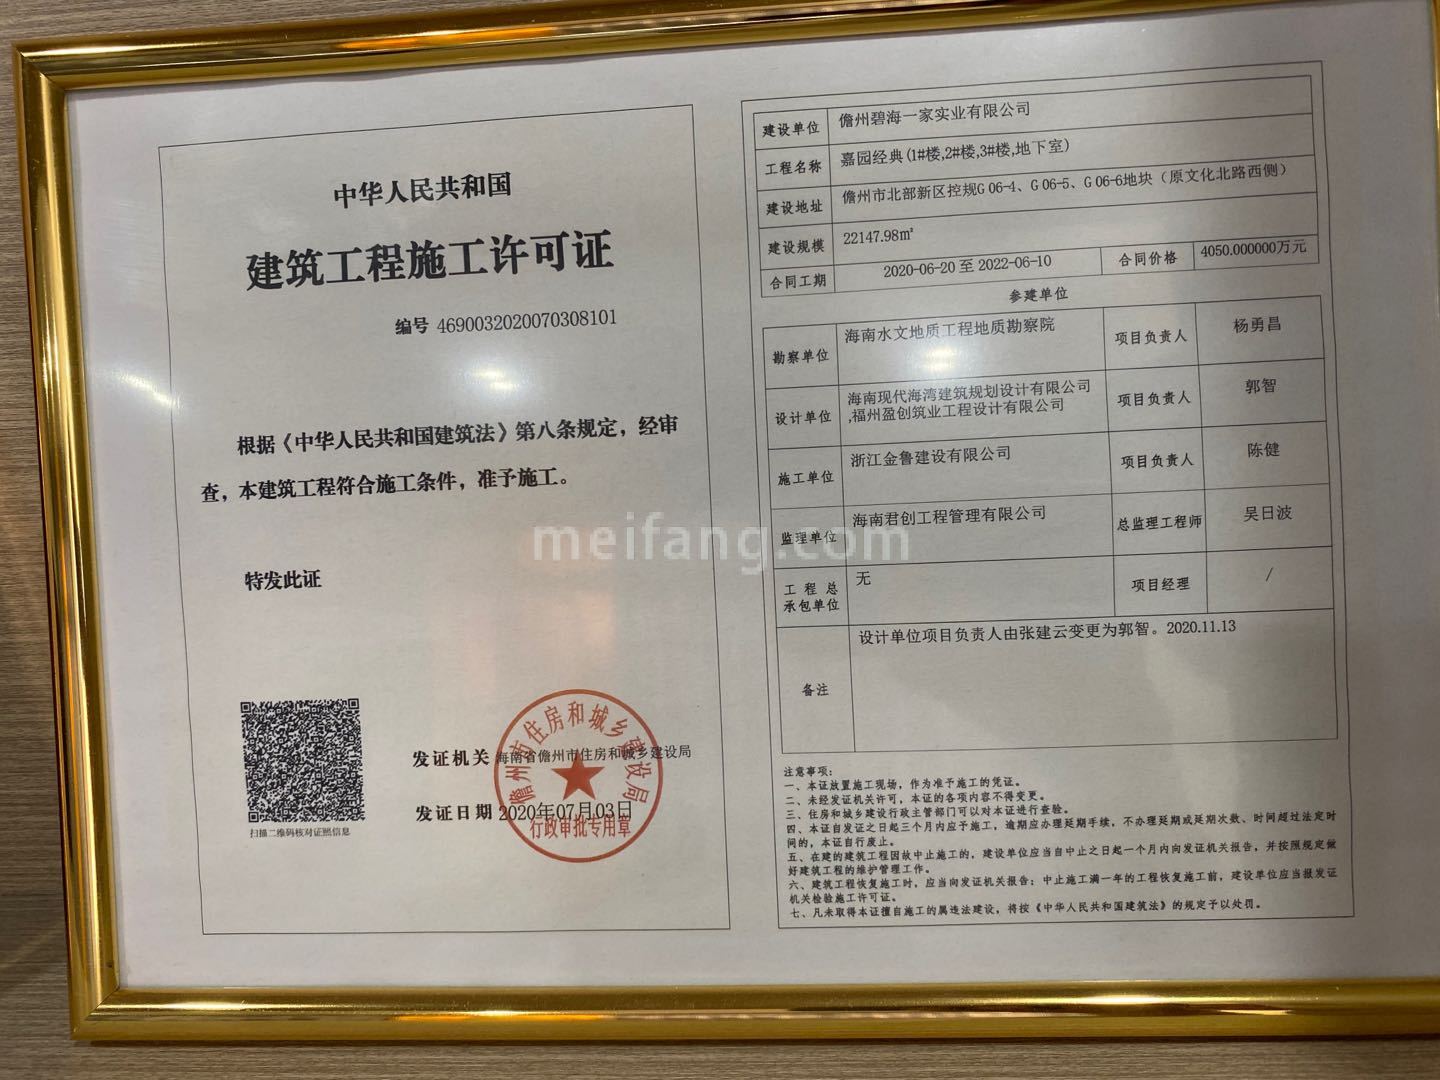 中华人民共和国
建筑工程施工许可证
编号 4690032020070308101
根据《中华人民共和国建筑法》第八条规定，经审
查，本建筑工程符合施工条件，准予施工。
特发此证
发证机关 海南省儋州市住房和城乡建设局
发证日期 2020年07月03日
扫描二维码核对证照信息
儋州市住房和城乡建设局
行政审批专用章
建设单位 儋州碧海一家实业有限公司
工程名称 嘉园经典(1#楼,2#楼,3#楼,地下室)
建设地址 儋州市北部新区控规G06-4、G06-5、G06-6地块（原文化北路西侧）
建设规模 22147.98㎡
合同工期 2020-06-20 至 2022-06-10 合同价格 4050.000000万元
参建单位
勘察单位 海南水文地质工程地质勘察院 项目负责人 杨勇昌
设计单位 海南现代海湾建筑规划设计有限公司
,福州盈创筑业工程设计有限公司 项目负责人 郭智
施工单位 浙江金鲁建设有限公司 项目负责人 陈健
监理单位 海南君创工程管理有限公司 总监理工程师 吴日波
工程总
承包单位 无 项目经理 /
备注 设计单位项目负责人由张建云变更为郭智。2020.11.13
注意事项：
一、本证放置施工现场，作为准予施工的凭证。
二、未经发证机关许可，本证的各项内容不得变更。
三、住房和城乡建设行政主管部门可以对本证进行查验。
四、本证自发证之日起三个月内应予施工，逾期应办理延期手续，不办理延期或延期次数、时间超过法定时
间的，本证自行废止。
五、在建的建筑工程因故中止施工的，建设单位应当自中止之日起一个月内向发证机关报告，并按照规定做
好建筑工程的维护管理工作。
六、建筑工程恢复施工时，应当向发证机关报告；中止施工满一年的工程恢复施工前，建设单位应当报发证
机关检验施工许可证。
七、凡未取得本证擅自施工的属违法建设，将按《中华人民共和国建筑法》的规定予以处罚。
meifang.com